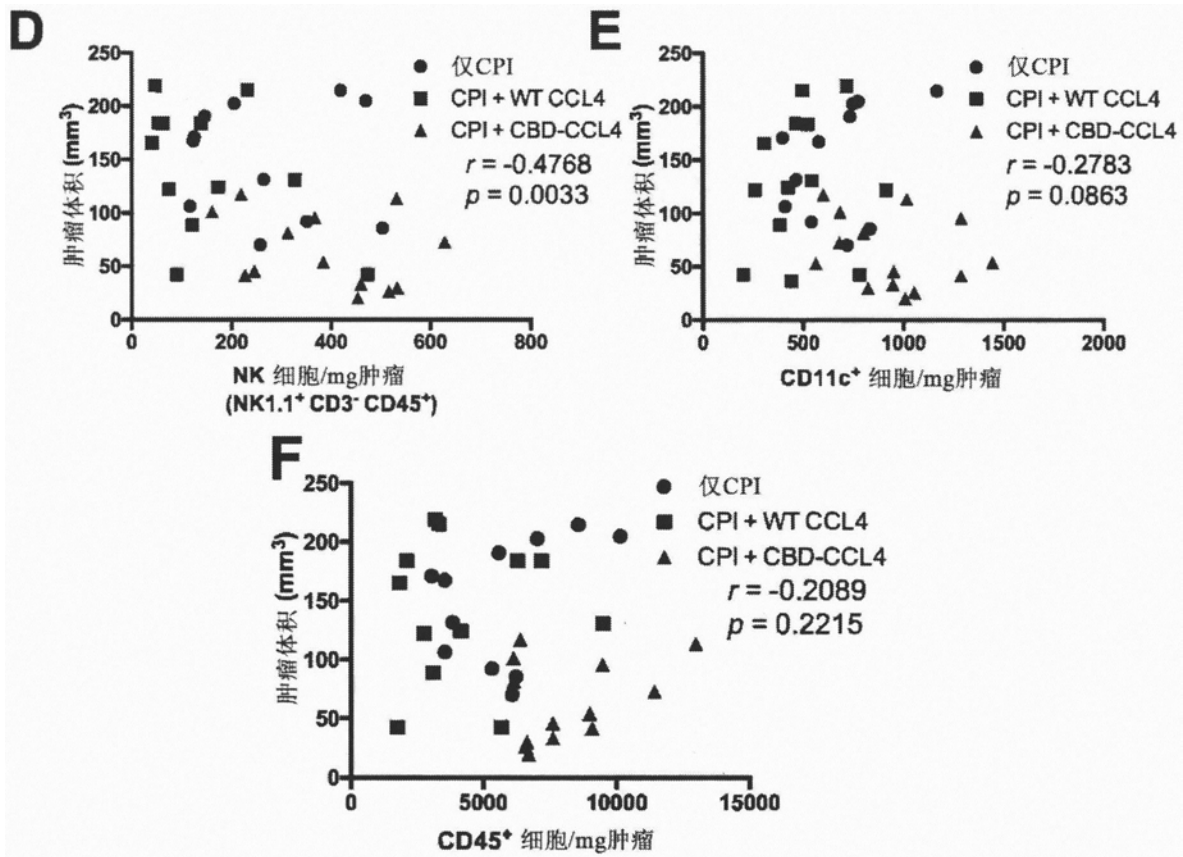 D
250
200
150
100
50
0
肿瘤体积 (mm³)
0 200 400 600 800
NK 细胞/mg肿瘤
(NK1.1⁺ CD3⁻ CD45⁺)
仅CPI
CPI + WT CCL4
CPI + CBD-CCL4
r = -0.4768
p = 0.0033
E
250
200
150
100
50
0
肿瘤体积 (mm³)
0 500 1000 1500 2000
CD11c⁺ 细胞/mg肿瘤
仅CPI
CPI + WT CCL4
CPI + CBD-CCL4
r = -0.2783
p = 0.0863
F
250
200
150
100
50
0
肿瘤体积 (mm³)
0 5000 10000 15000
CD45⁺ 细胞/mg肿瘤
仅CPI
CPI + WT CCL4
CPI + CBD-CCL4
r = -0.2089
p = 0.2215